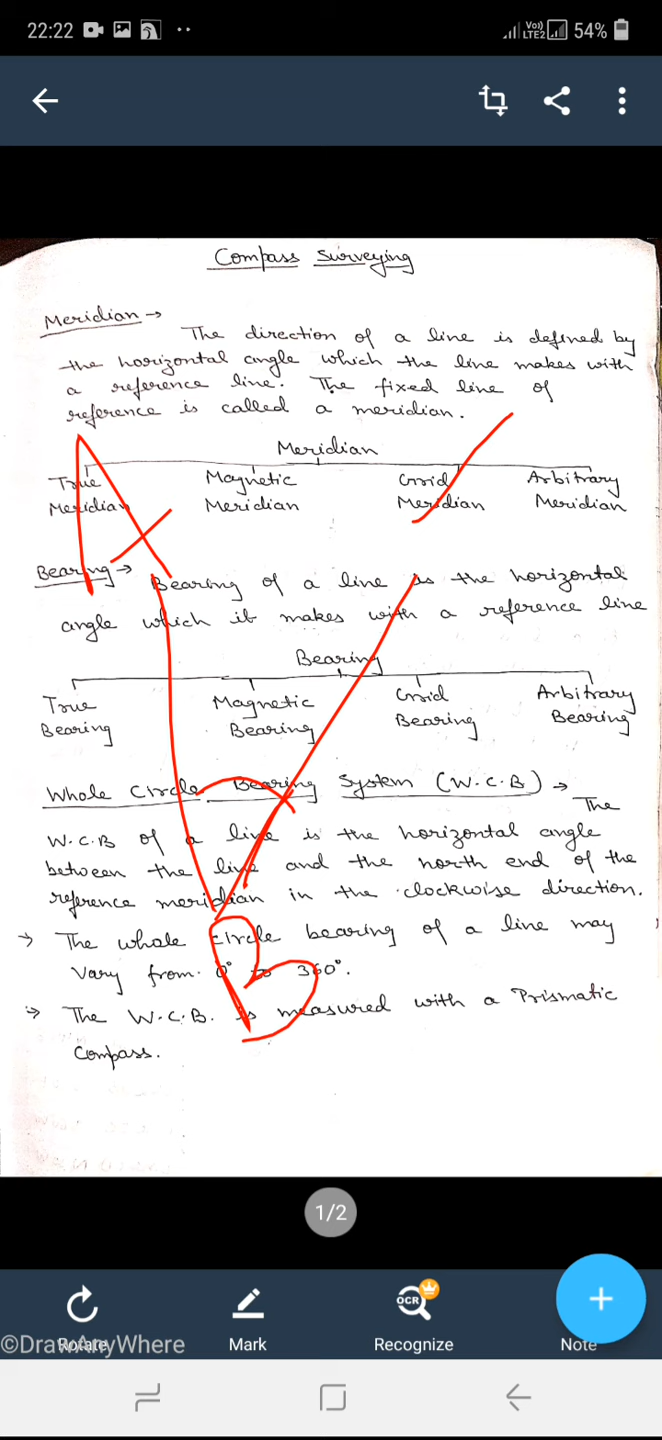 22:22
Vo) LTE2 54%
Compass Surveying
Meridian →
The direction of a line is defined by
the horizontal angle which the line makes with
a reference line. The fixed line of
reference is called a meridian.
Meridian
True Meridian
Magnetic Meridian
Grid Meridian
Arbitrary Meridian
A
Bearing → Bearing of a line is the horizontal
angle which it makes with a reference line
Bearing
True Bearing
Magnetic Bearing
Grid Bearing
Arbitrary Bearing
Whole Circle Bearing System (W.C.B) → The
W.C.B of a line is the horizontal angle
between the line and the north end of the
reference meridian in the clockwise direction.
→ The whole circle bearing of a line may
vary from 0° to 360°.
→ The W.C.B. is measured with a Prismatic
Compass.
B
1/2
OCR
Rotate Mark Recognize Note
©DrawAnyWhere